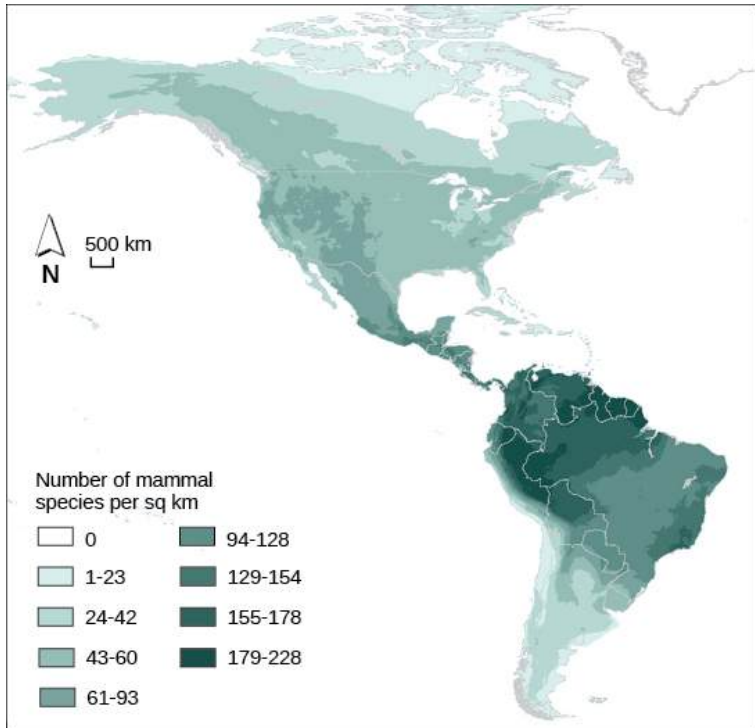 500 km
N
Number of mammal
species per sq km
0
1-23
24-42
43-60
61-93
94-128
129-154
155-178
179-228